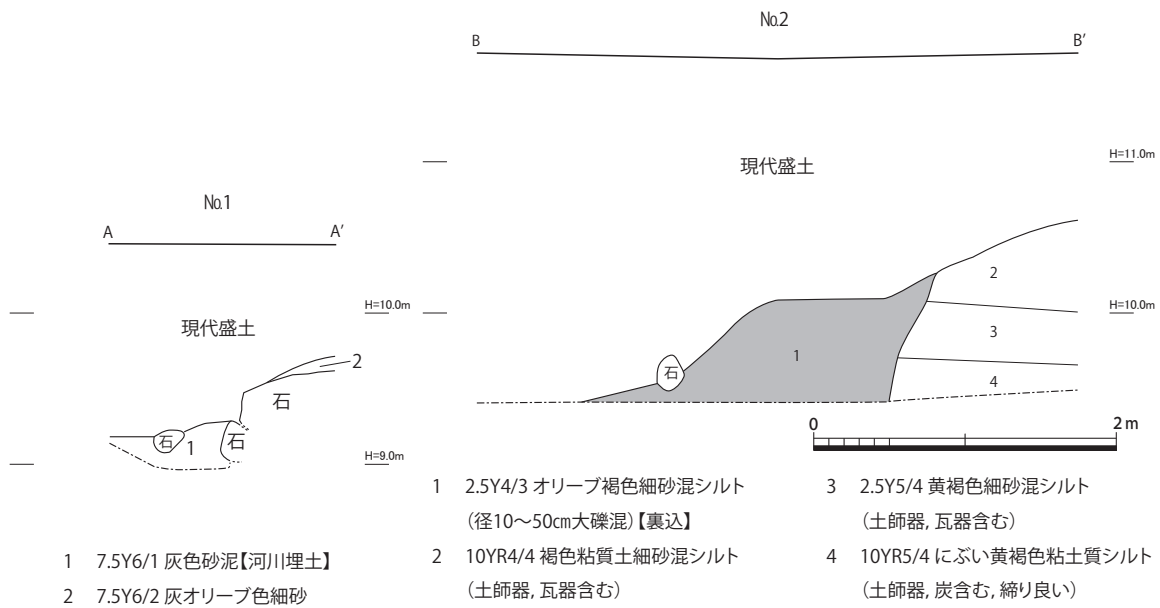 No.2
B B'
H=11.0m
現代盛土
No.1
A A'
2
H=10.0m
H=10.0m
現代盛土
3
2
1
石
石
4
石 1 石
0 2 m
H=9.0m
1 2.5Y4/3 オリーブ褐色細砂混シルト
(径10〜50㎝大礫混)【裏込】
2 10YR4/4 褐色粘質土細砂混シルト
(土師器, 瓦器含む)
3 2.5Y5/4 黄褐色細砂混シルト
(土師器, 瓦器含む)
4 10YR5/4 にぶい黄褐色粘土質シルト
(土師器, 炭含む, 締り良い)
1 7.5Y6/1 灰色砂泥【河川埋土】
2 7.5Y6/2 灰オリーブ色細砂